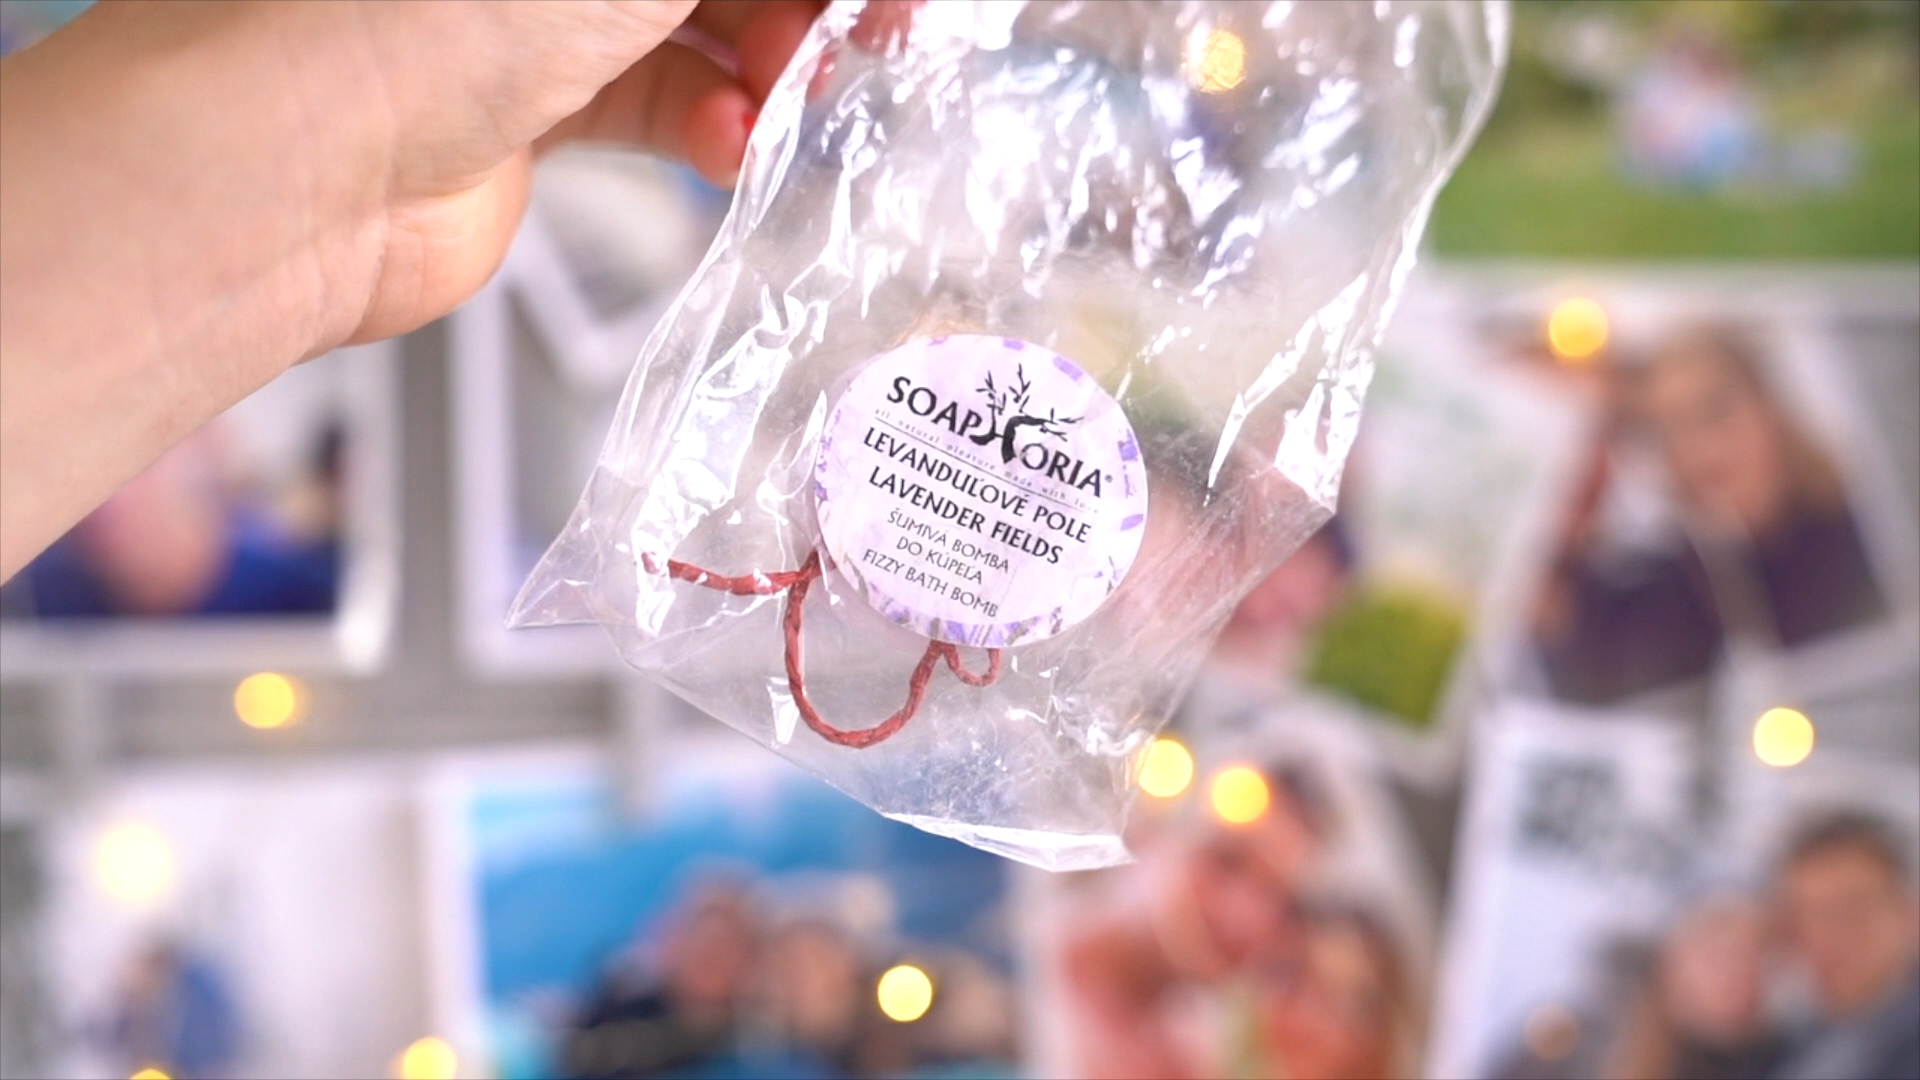 SOAPHORIA®
all natural pleasure made with love
LEVANDUĽOVÉ POLE
LAVENDER FIELDS
ŠUMIVÁ BOMBA
DO KÚPEĽA
FIZZY BATH BOMB